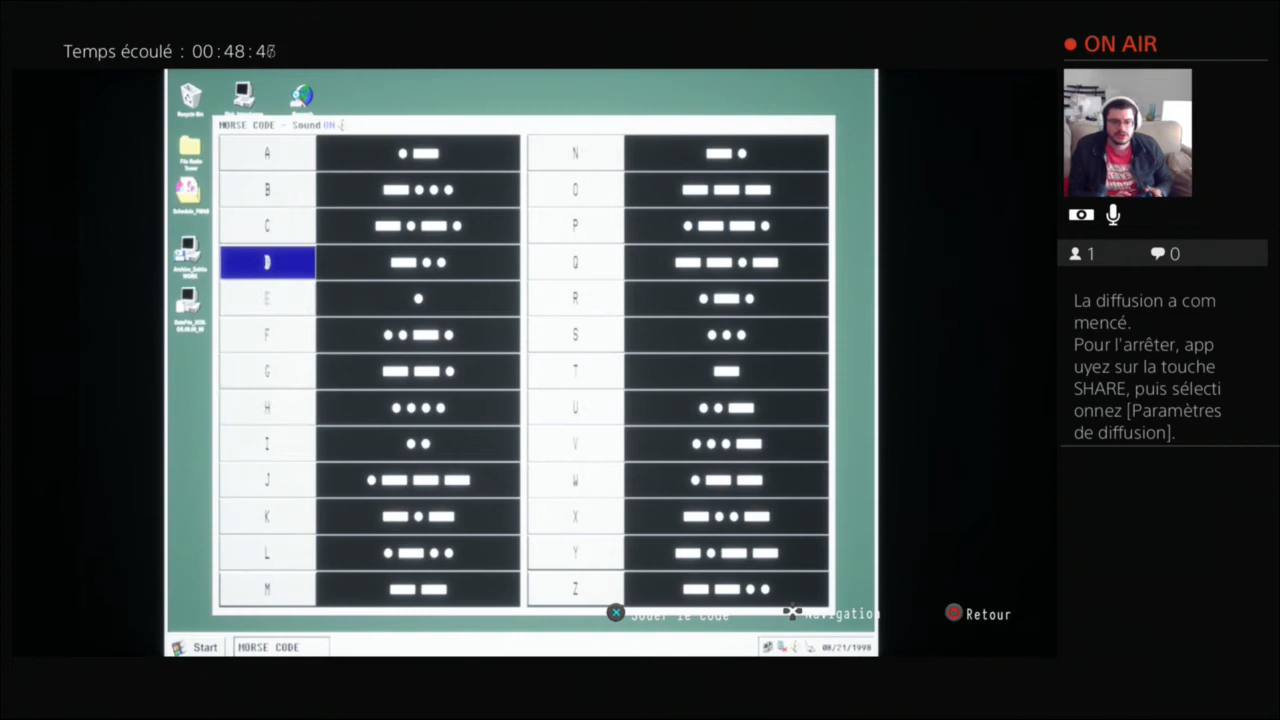 Temps écoulé : 00:48:46
ON AIR
1
0
La diffusion a com
mencé.
Pour l'arrêter, app
uyez sur la touche
SHARE, puis sélecti
onnez [Paramètres
de diffusion].
Recycle Bin
MORSE CODE - Sound ON
A
N
B
O
C
P
D
Q
E
R
F
S
G
T
H
U
I
V
J
W
K
X
L
Y
M
Z
Jouer le code
Navigation
Retour
Start
MORSE CODE
08/21/1998